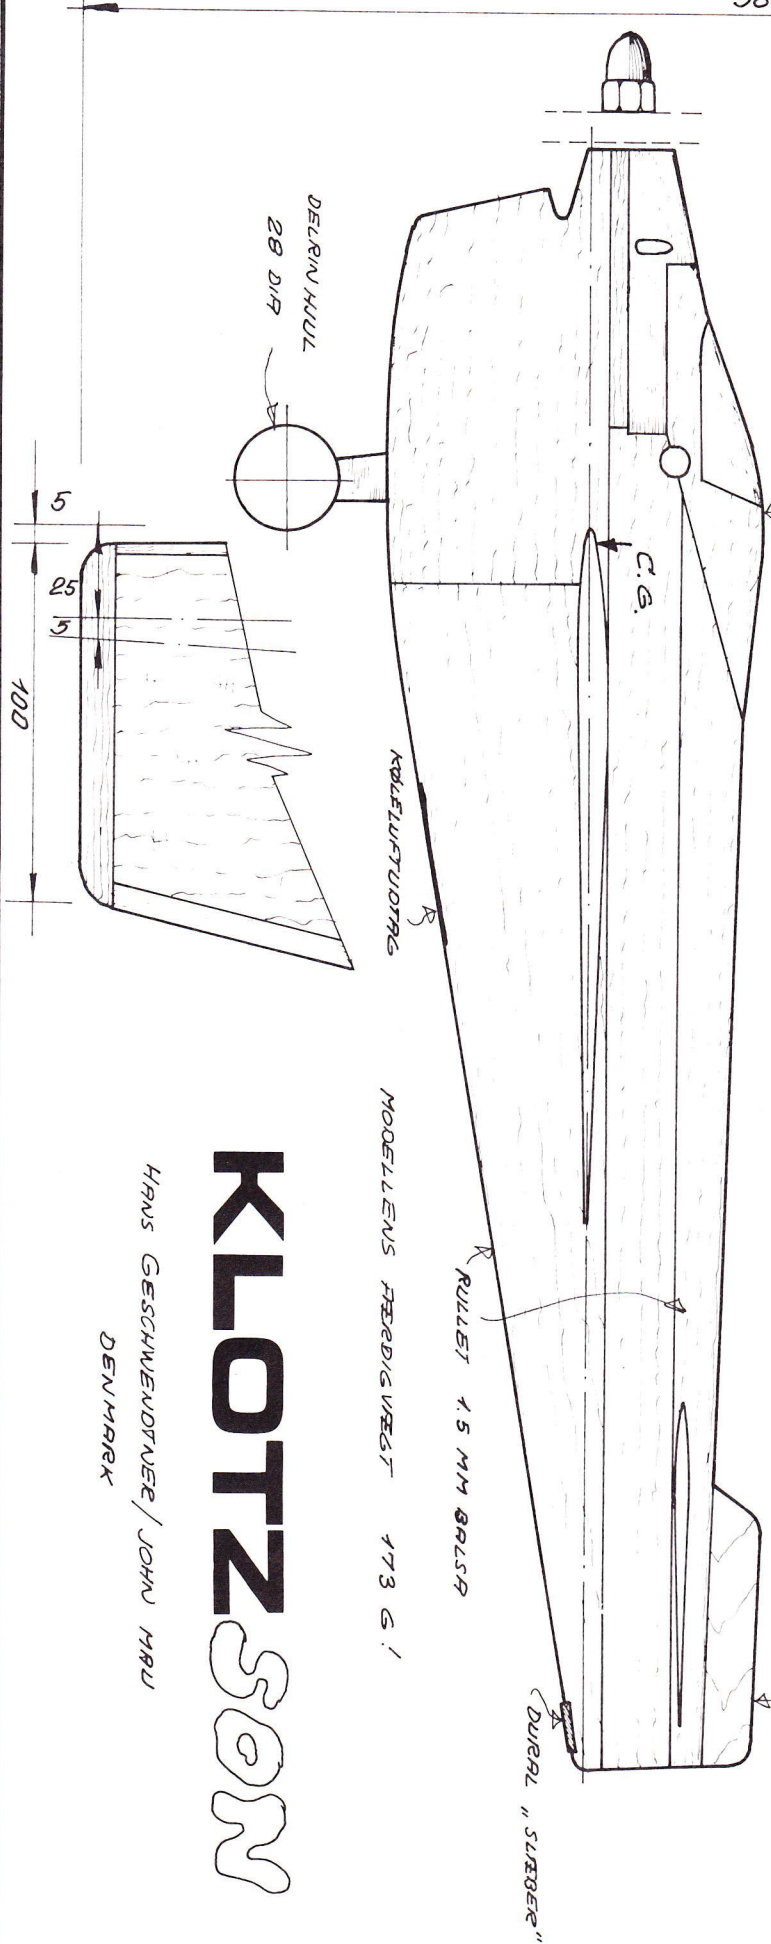 DELRIN HJUL
28 DIA
C.G.
KØLELUFTUDTAG
RULLET 1.5 MM BALSA
DURAL „SLÆBER"
MODELLENS FÆRDIGVÆGT 173 G!
KLOTZSON
HANS GESCHWENDTNER / JOHN MAU
DENMARK
5
25
5
100